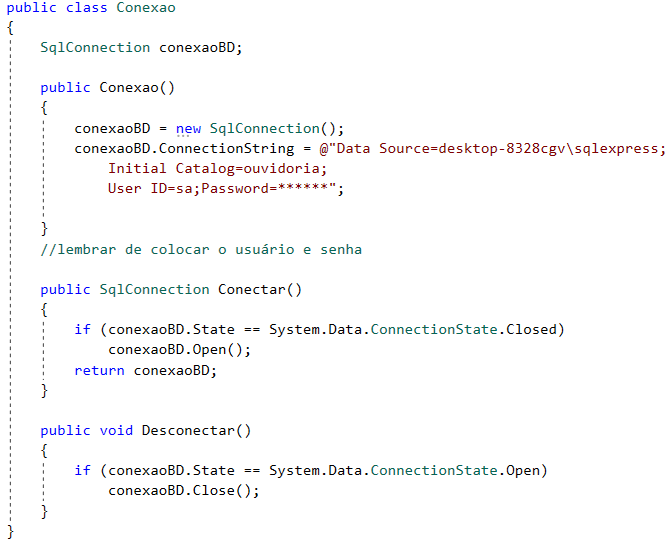 public class Conexao
{
    SqlConnection conexaoBD;
    public Conexao()
    {
        conexaoBD = new SqlConnection();
        conexaoBD.ConnectionString = @"Data Source=desktop-8328cgv\sqlexpress;
            Initial Catalog=ouvidoria;
            User ID=sa;Password=******";
    }
    //lembrar de colocar o usuário e senha
    public SqlConnection Conectar()
    {
        if (conexaoBD.State == System.Data.ConnectionState.Closed)
            conexaoBD.Open();
        return conexaoBD;
    }
    public void Desconectar()
    {
        if (conexaoBD.State == System.Data.ConnectionState.Open)
            conexaoBD.Close();
    }
}